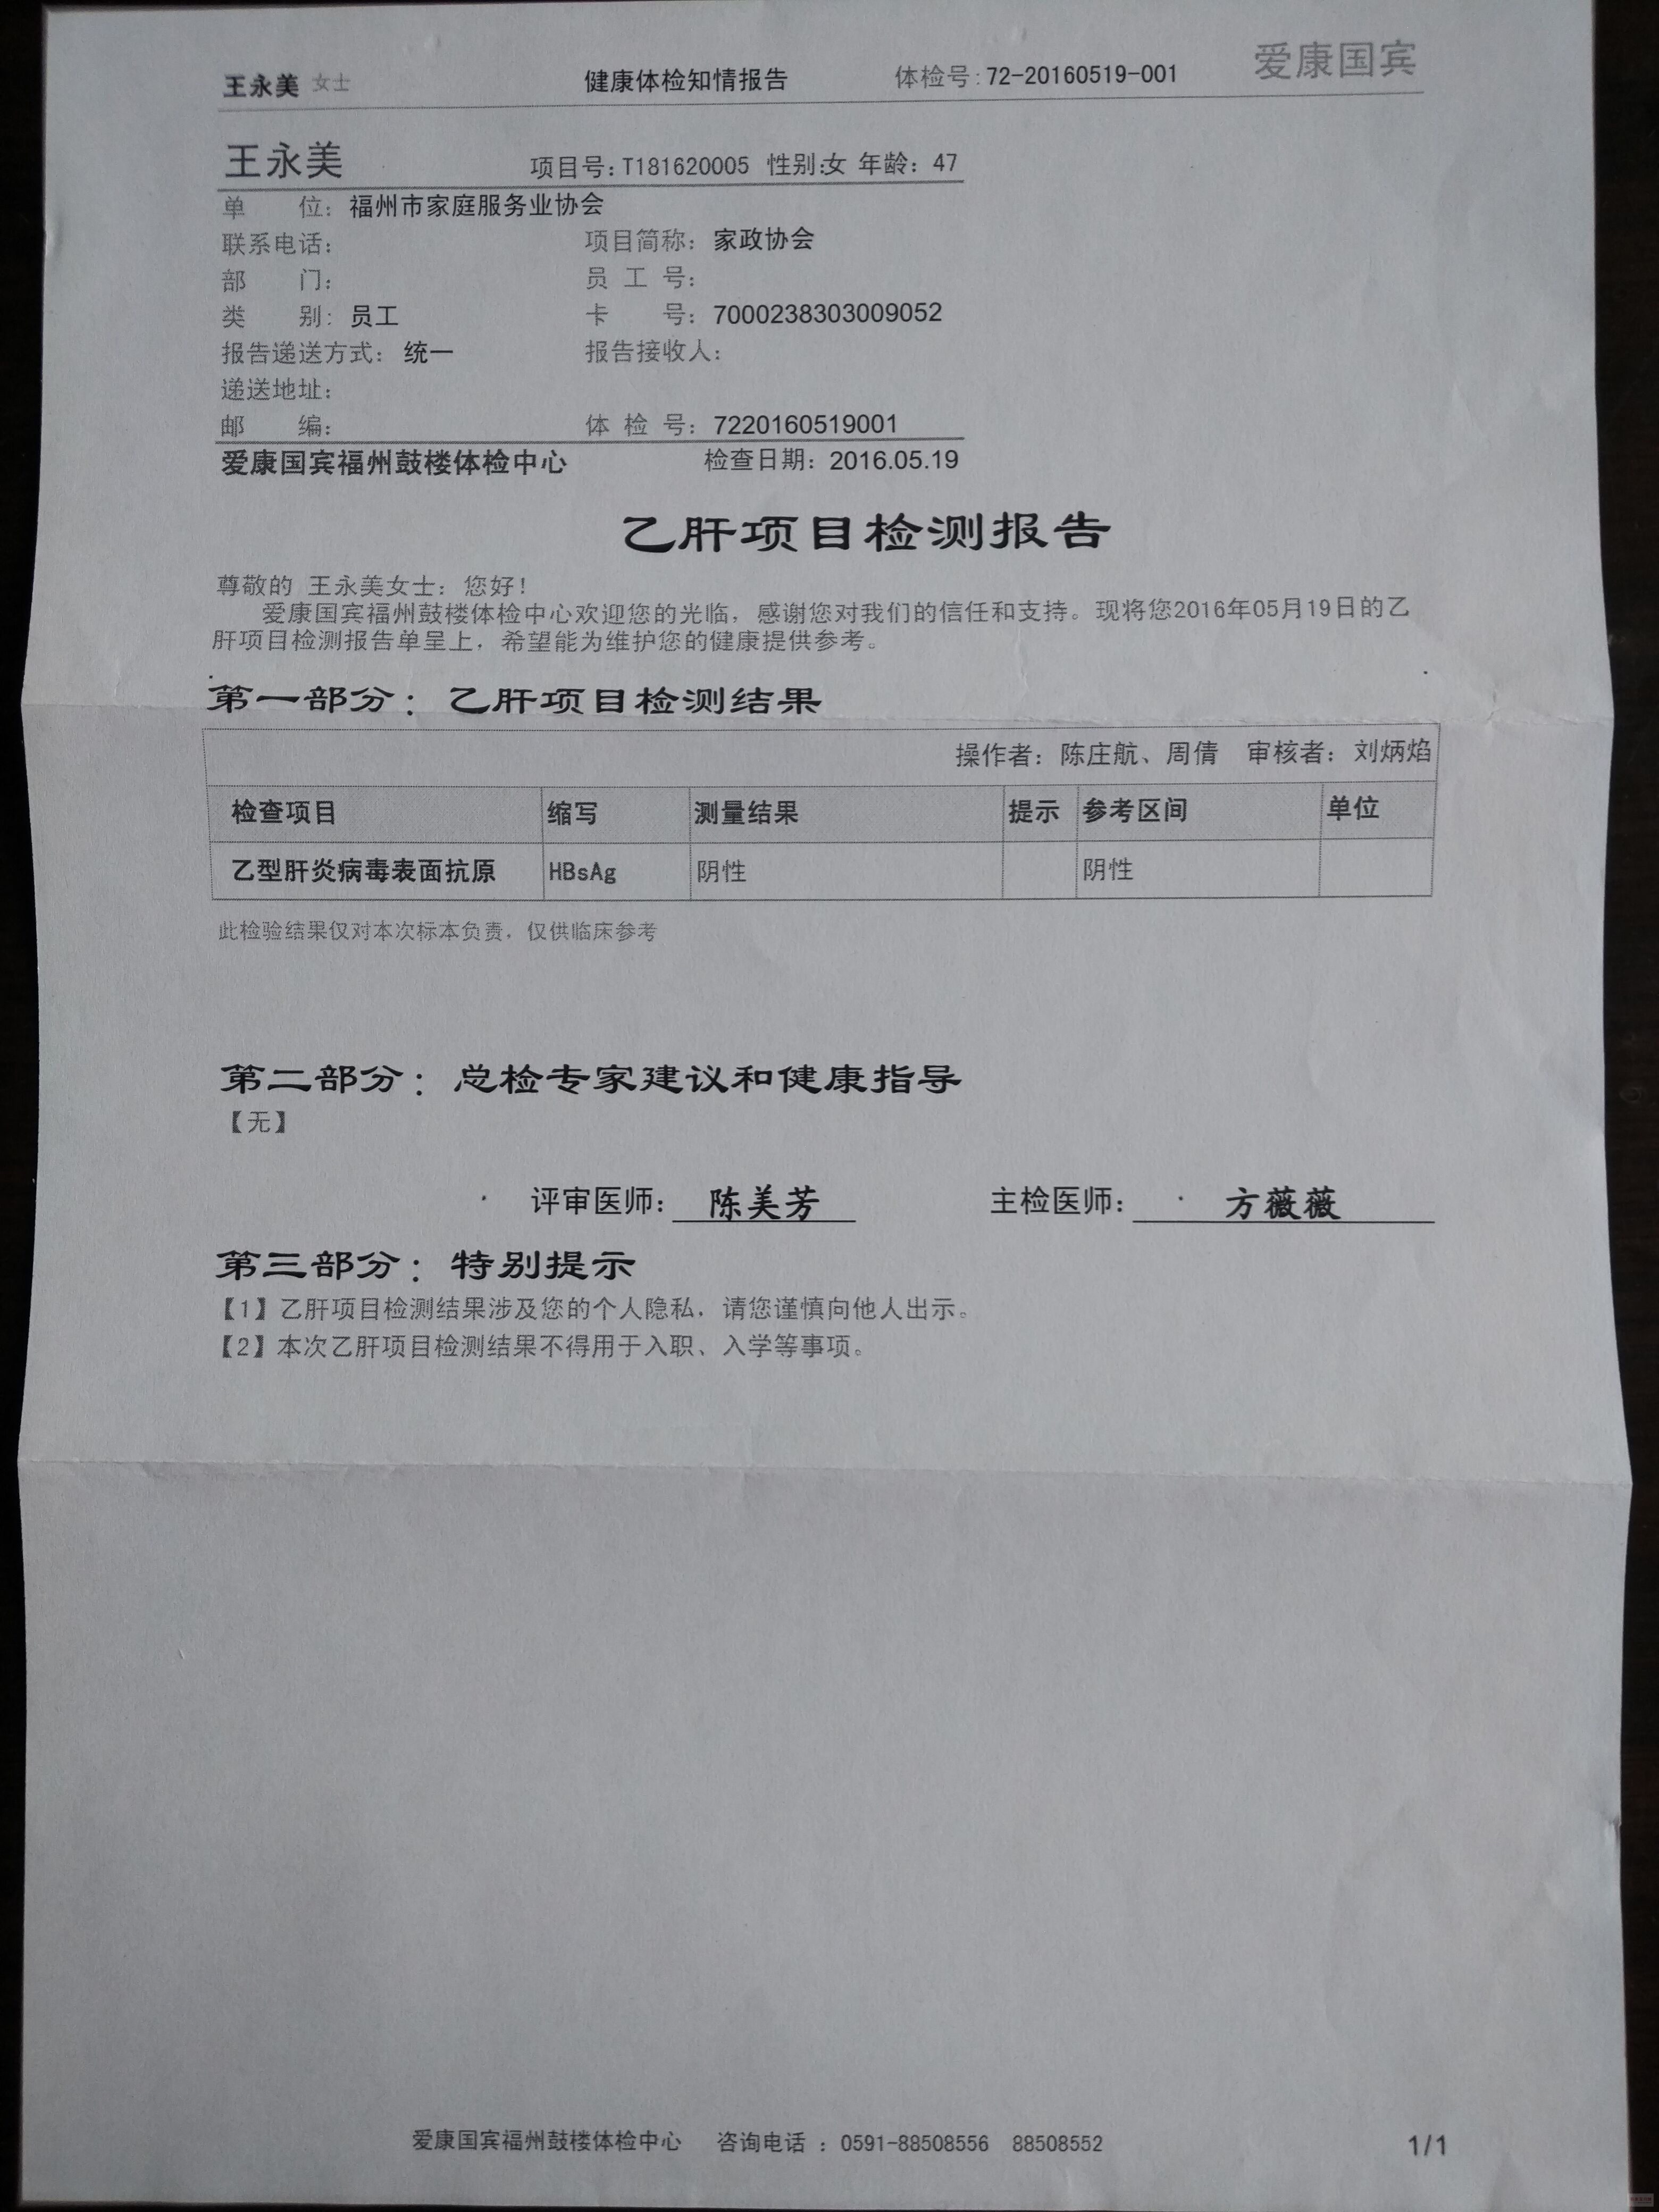 王永美 女士 健康体检知情报告 体检号:72-20160519-001 爱康国宾
王永美 项目号:T181620005 性别:女 年龄: 47
单 位: 福州市家庭服务业协会
联系电话: 项目简称: 家政协会
部 门: 员 工 号:
类 别: 员工 卡 号: 7000238303009052
报告递送方式: 统一 报告接收人:
递送地址:
邮 编: 体 检 号: 7220160519001
爱康国宾福州鼓楼体检中心 检查日期: 2016.05.19
乙肝项目检测报告
尊敬的 王永美女士: 您好!
爱康国宾福州鼓楼体检中心欢迎您的光临, 感谢您对我们的信任和支持。现将您2016年05月19日的乙
肝项目检测报告单呈上, 希望能为维护您的健康提供参考。
第一部分: 乙肝项目检测结果
操作者: 陈庄航、周倩 审核者: 刘炳焰
检查项目 缩写 测量结果 提示 参考区间 单位
乙型肝炎病毒表面抗原 HBsAg 阴性 阴性
此检验结果仅对本次标本负责, 仅供临床参考
第二部分: 总检专家建议和健康指导
【无】
评审医师: 陈美芳 主检医师: 方薇薇
第三部分: 特别提示
【1】乙肝项目检测结果涉及您的个人隐私, 请您谨慎向他人出示。
【2】本次乙肝项目检测结果不得用于入职、入学等事项。
爱康国宾福州鼓楼体检中心 咨询电话 : 0591-88508556 88508552 1/1